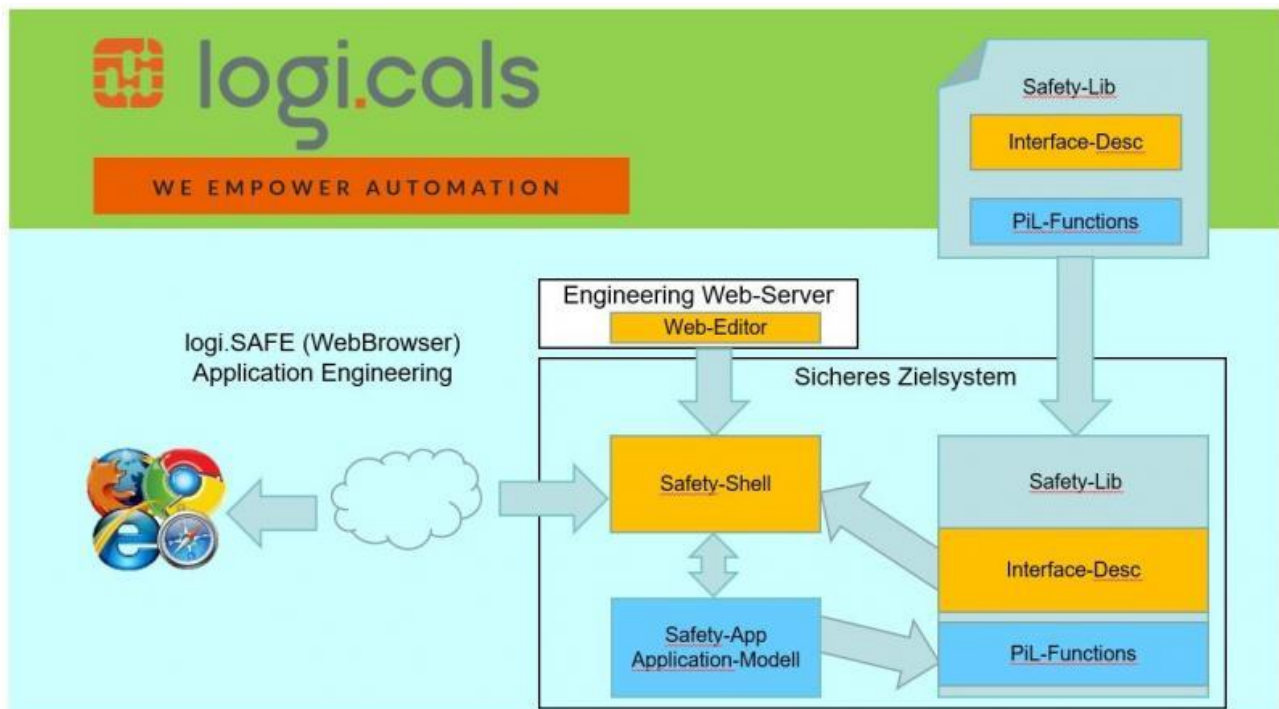 logi.cals
WE EMPOWER AUTOMATION
Safety-Lib
Interface-Desc
PiL-Functions
Engineering Web-Server
Web-Editor
logi.SAFE (WebBrowser)
Application Engineering
Sicheres Zielsystem
Safety-Shell
Safety-Lib
Interface-Desc
Safety-App
Application-Modell
PiL-Functions